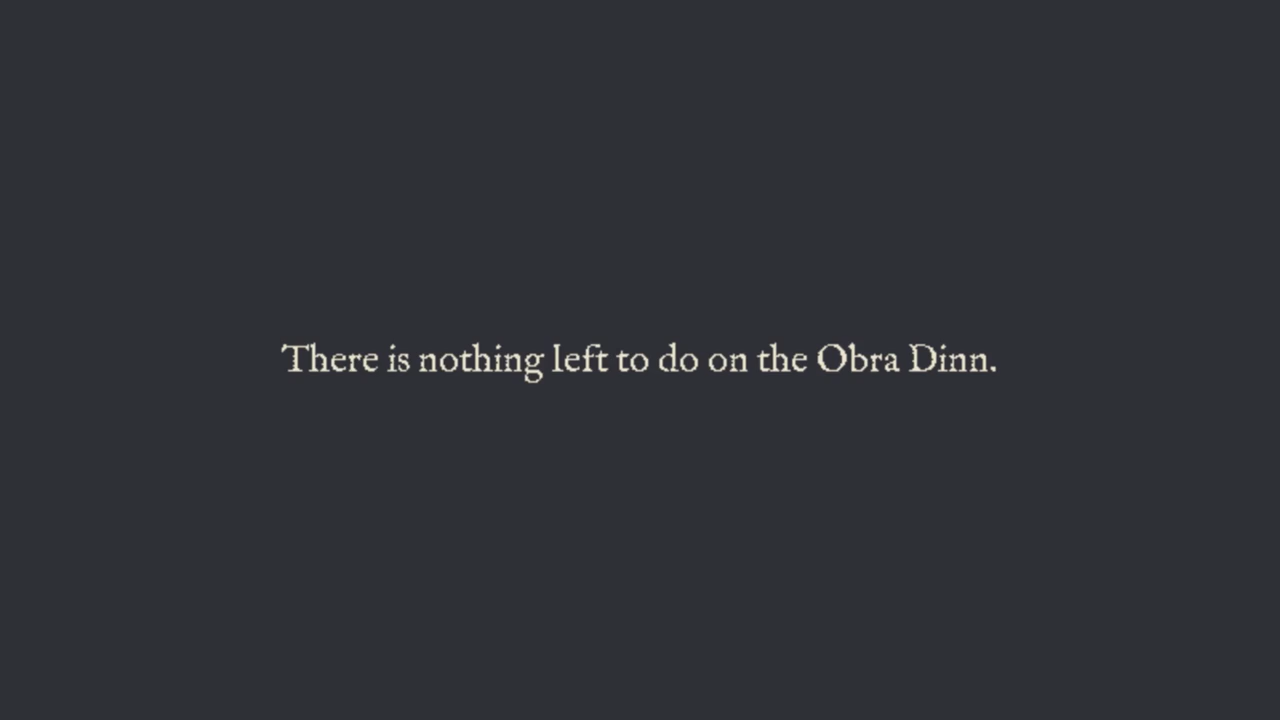 There is nothing left to do on the Obra Dinn.